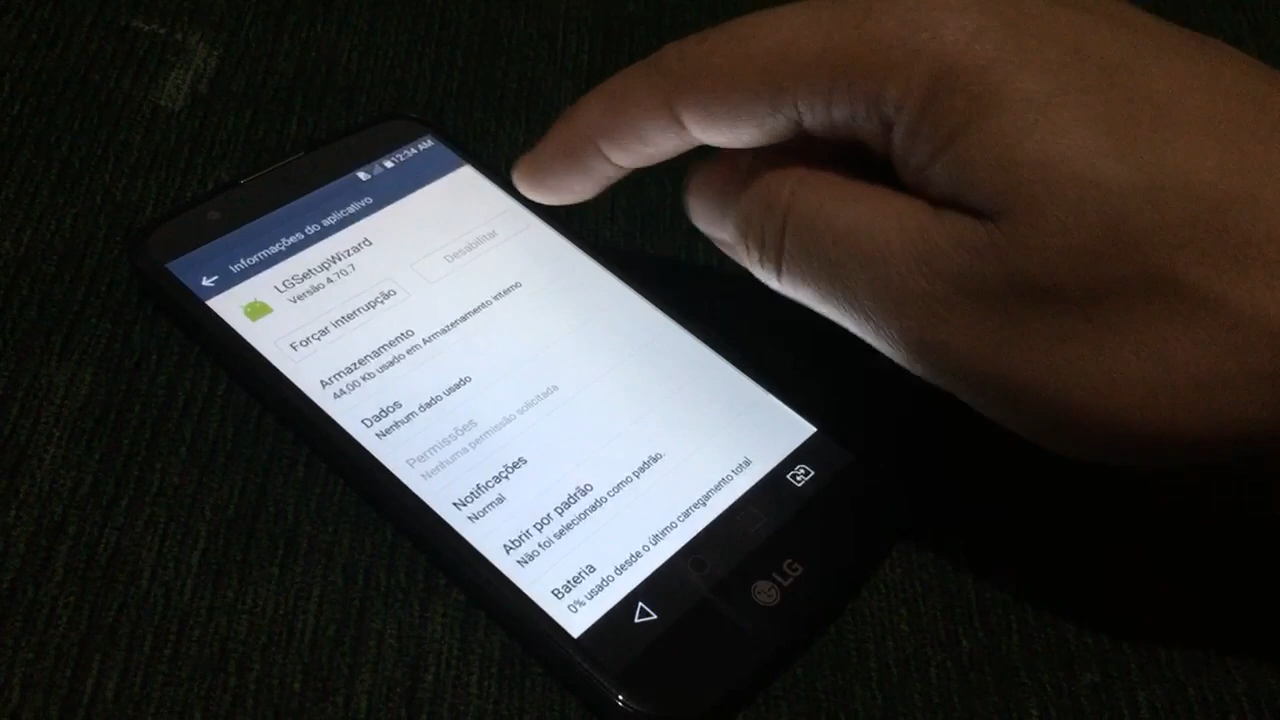 12:34 AM
Informações do aplicativo
LGSetupWizard
Versão 4.70.7
Forçar interrupção
Desabilitar
Armazenamento
44,00 Kb usado em Armazenamento interno
Dados
Nenhum dado usado
Permissões
Nenhuma permissão solicitada
Notificações
Normal
Abrir por padrão
Não foi selecionado como padrão.
Bateria
0% usado desde o último carregamento total
LG